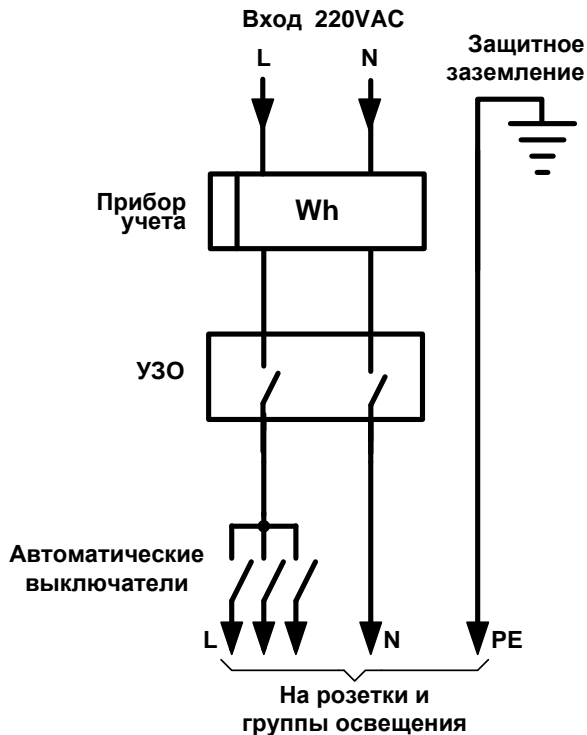 Вход 220VAC
L N
Защитное
заземление
Прибор
учета
Wh
УЗО
Автоматические
выключатели
L N PE
На розетки и
группы освещения